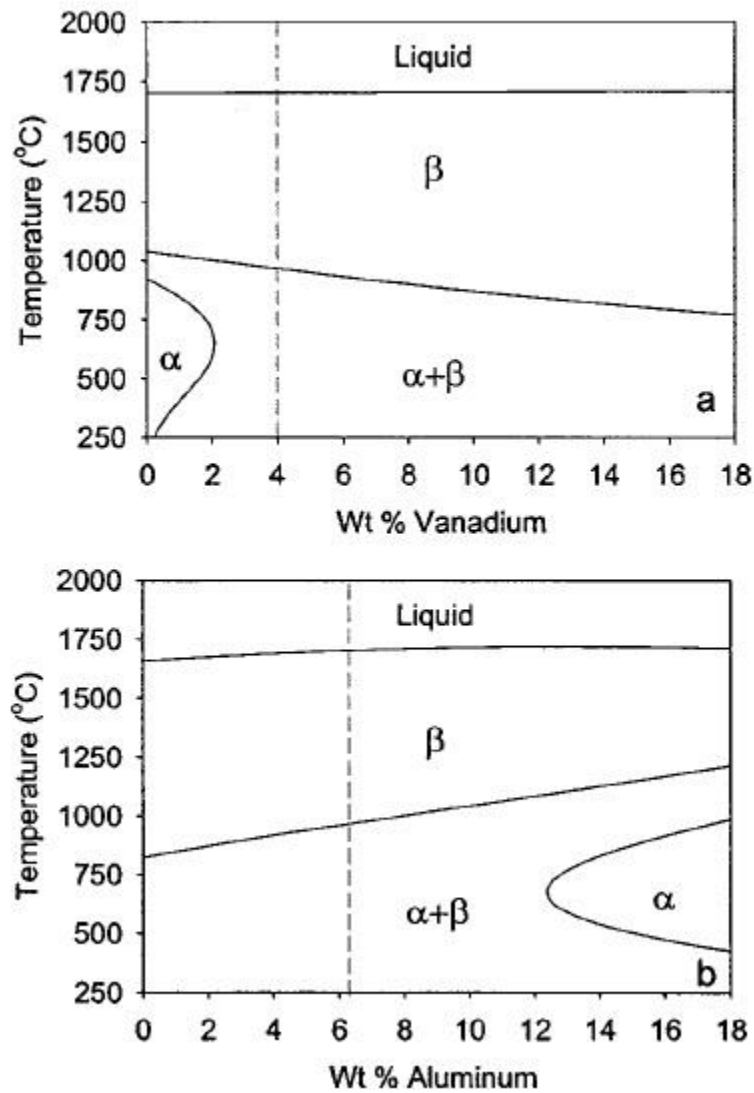 2000
1750
1500
1250
1000
750
500
250
Temperature (°C)
Liquid
β
α
α+β
a
0 2 4 6 8 10 12 14 16 18
Wt % Vanadium
2000
1750
1500
1250
1000
750
500
250
Temperature (°C)
Liquid
β
α+β
α
b
0 2 4 6 8 10 12 14 16 18
Wt % Aluminum